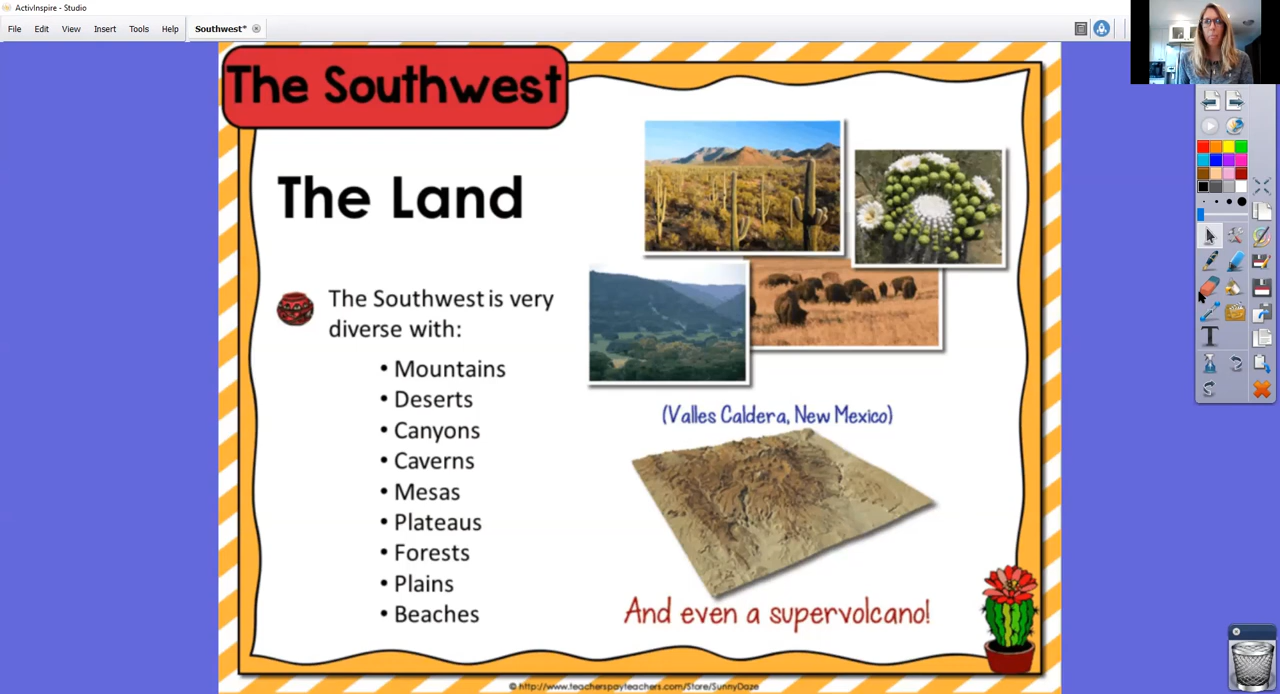 ActivInspire - Studio
File Edit View Insert Tools Help Southwest*
The Southwest
The Land
The Southwest is very
diverse with:
• Mountains
• Deserts
• Canyons
• Caverns
• Mesas
• Plateaus
• Forests
• Plains
• Beaches
(Valles Caldera, New Mexico)
And even a supervolcano!
© http://www.teacherspayteachers.com/Store/SunnyDaze
T